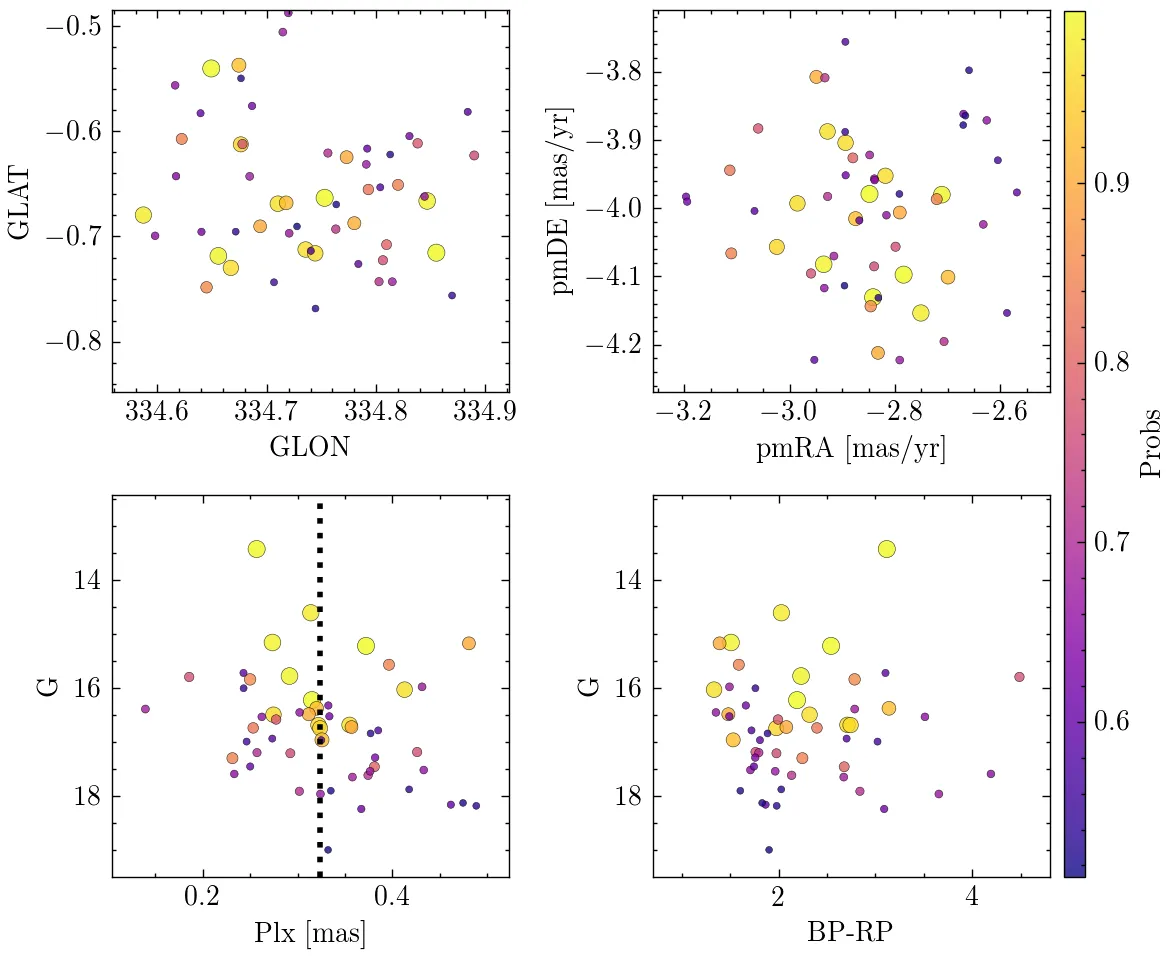 −0.5
−0.6
−0.7
−0.8
GLAT
334.6 334.7 334.8 334.9
GLON
−3.8
−3.9
−4.0
−4.1
−4.2
pmDE [mas/yr]
−3.2 −3.0 −2.8 −2.6
pmRA [mas/yr]
14
16
18
G
0.2 0.4
Plx [mas]
14
16
18
G
2 4
BP-RP
0.9
0.8
0.7
0.6
Probs